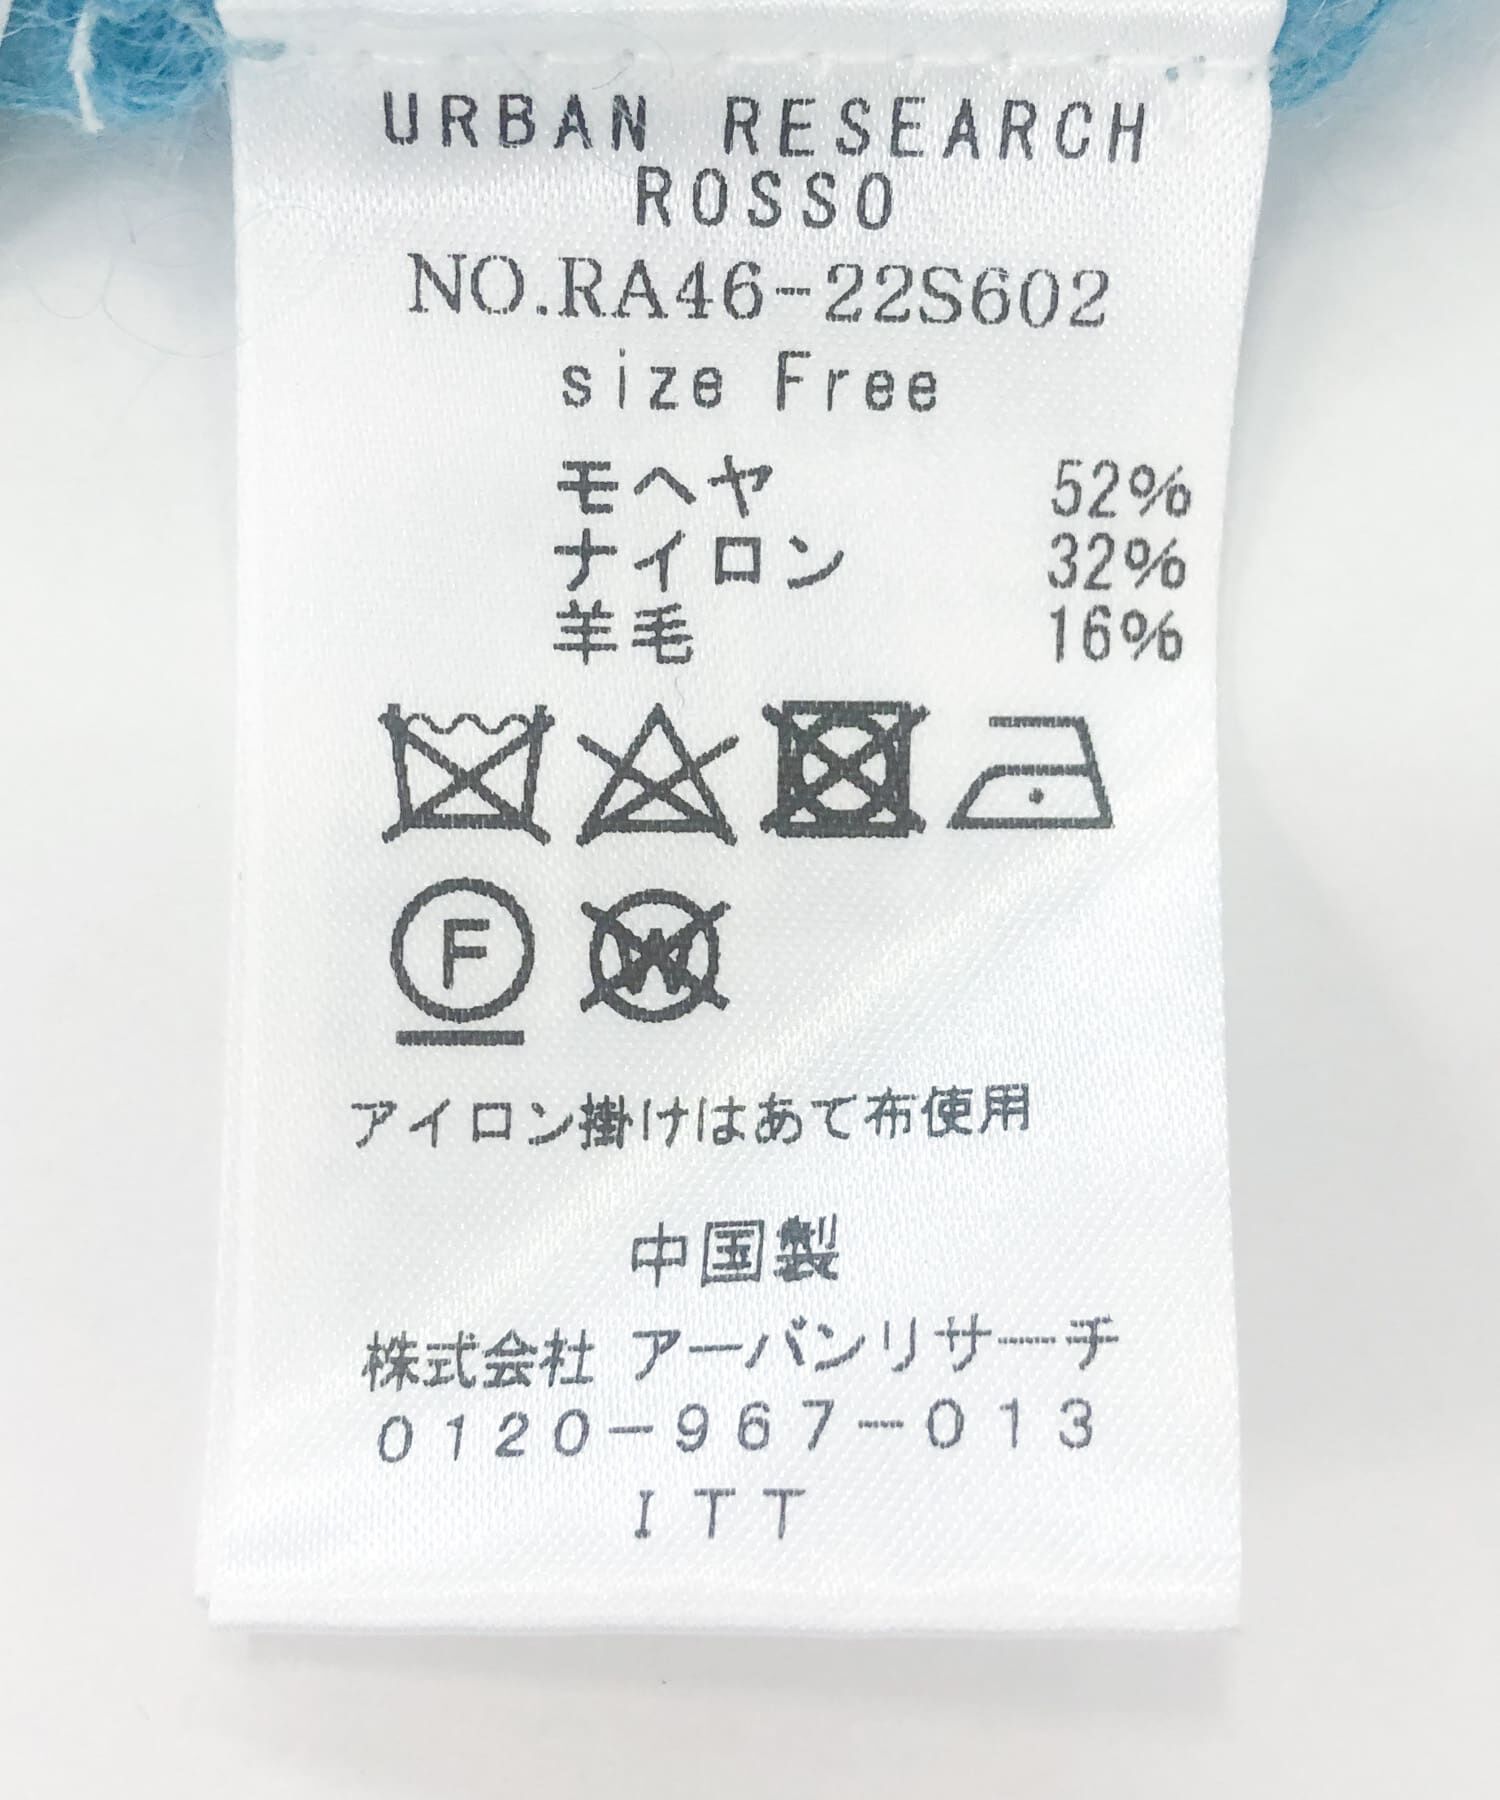 URBAN RESEARCH
ROSSO
NO.RA46-22S602
size Free
モヘヤ 52%
ナイロン 32%
羊毛 16%
F W
アイロン掛けはあて布使用
中国製
株式会社 アーバンリサーチ
0120-967-013
ITT